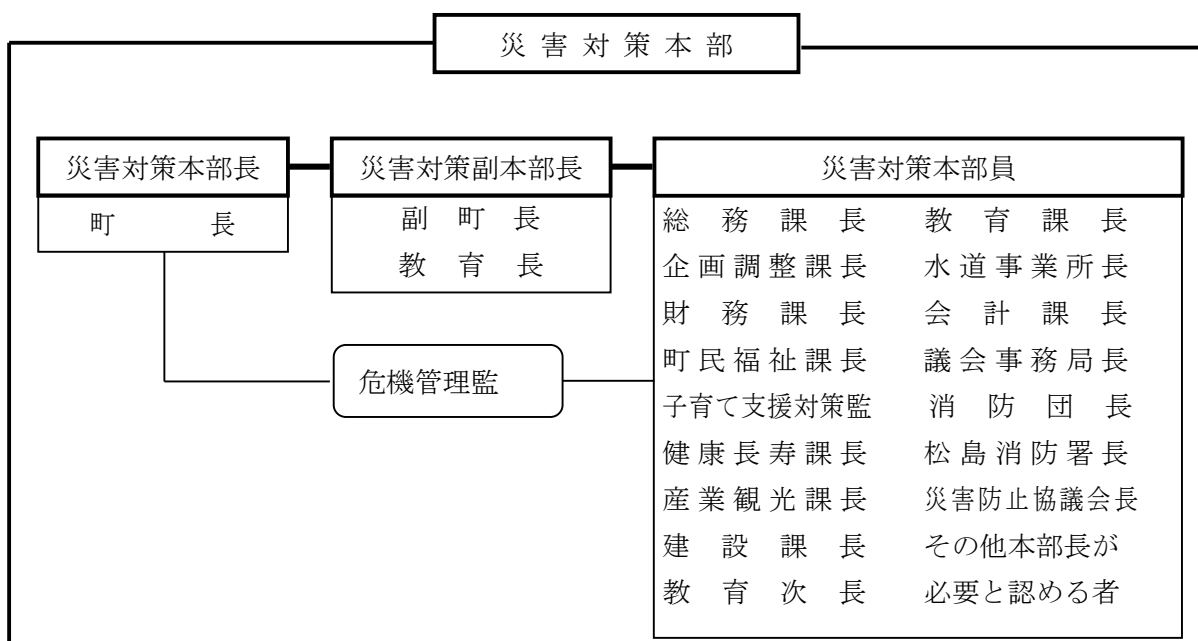 災害対策本部
災害対策本部長
災害対策副本部長
災害対策本部員
町長
副町長
教育長
危機管理監
総務課長 教育課長
企画調整課長 水道事業所長
財務課長 会計課長
町民福祉課長 議会事務局長
子育て支援対策監 消防団長
健康長寿課長 松島消防署長
産業観光課長 災害防止協議会長
建設課長 その他本部長が
教育次長 必要と認める者